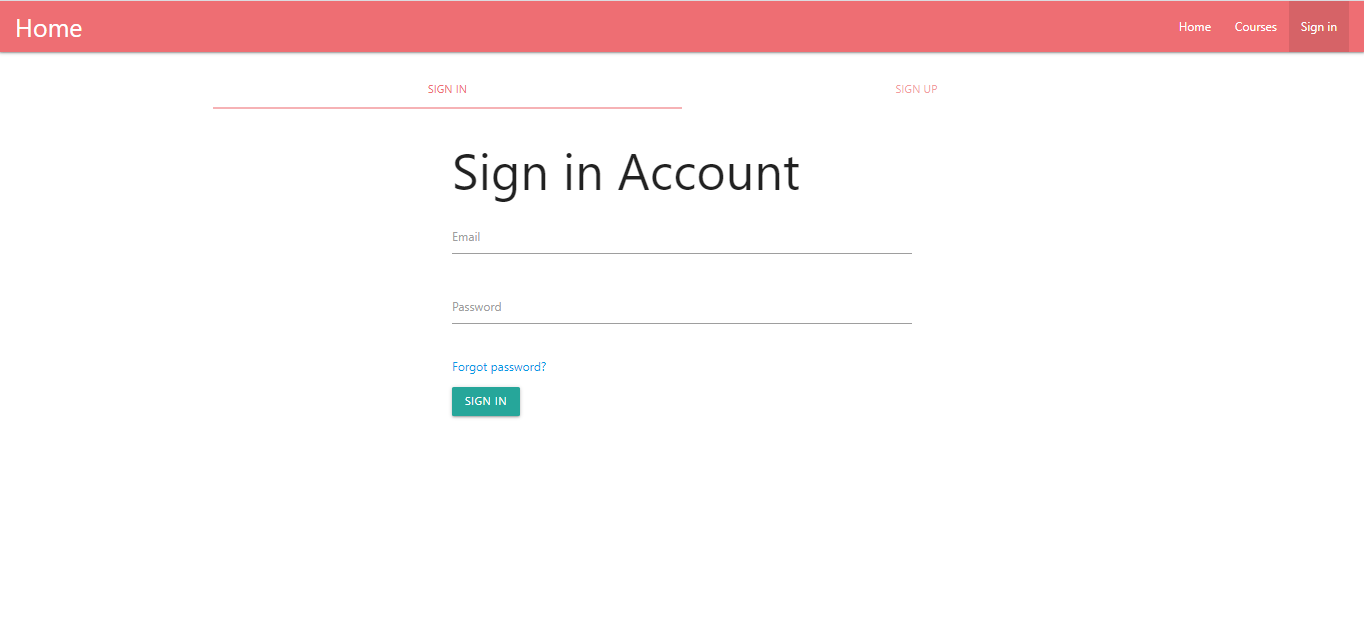 Home
Home Courses Sign in
SIGN IN SIGN UP
Sign in Account
Email
Password
Forgot password?
SIGN IN